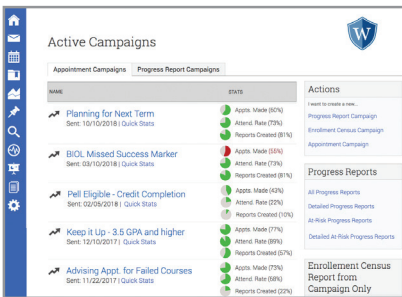 Active Campaigns
W
Appointment Campaigns
Progress Report Campaigns
NAME
STATS
Planning for Next Term
Sent: 10/10/2018 | Quick Stats
Appts. Made (60%)
Attend. Rate (73%)
Reports Created (81%)
BIOL Missed Success Marker
Sent: 03/10/2018 | Quick Stats
Appts. Made (55%)
Attend. Rate (73%)
Reports Created (81%)
Pell Eligible - Credit Completion
Sent: 02/05/2018 | Quick Stats
Appts. Made (43%)
Attend. Rate (22%)
Reports Created (10%)
Keep it Up - 3.5 GPA and higher
Sent: 12/10/2017 | Quick Stats
Appts. Made (77%)
Attend Rate (89%)
Reports Created (57%)
Advising Appt. for Failed Courses
Sent: 11/22/2017 | Quick Stats
Appts. Made (73%)
Attend Rate (68%)
Reports Created (22%)
Actions
I want to create a new...
Progress Report Campaign
Enrollment Census Campaign
Appointment Campaign
Progress Reports
All Progress Reports
Detailed Progress Reports
At-Risk Progress Reports
Detailed At-Risk Progress Reports
Enrollment Census
Report from
Campaign Only